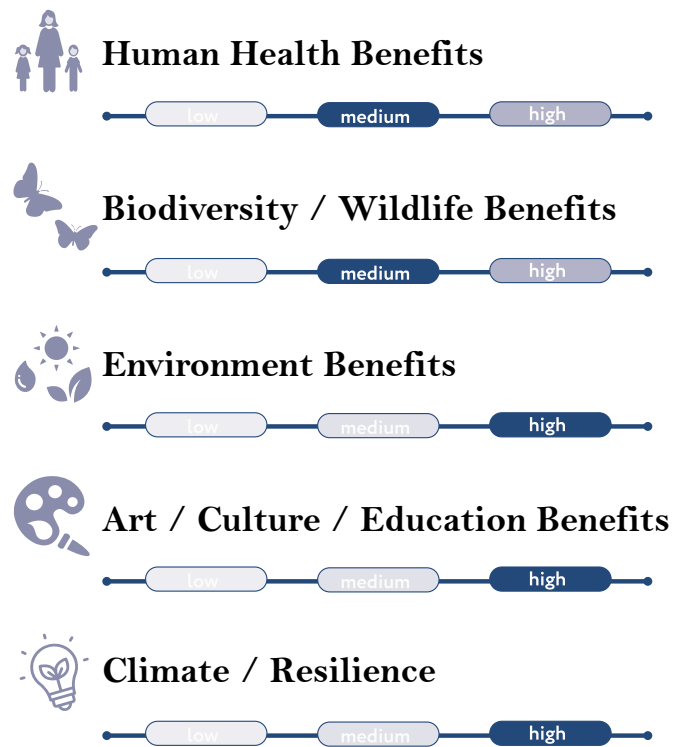 Human Health Benefits
low medium high
Biodiversity / Wildlife Benefits
low medium high
Environment Benefits
low medium high
Art / Culture / Education Benefits
low medium high
Climate / Resilience
low medium high